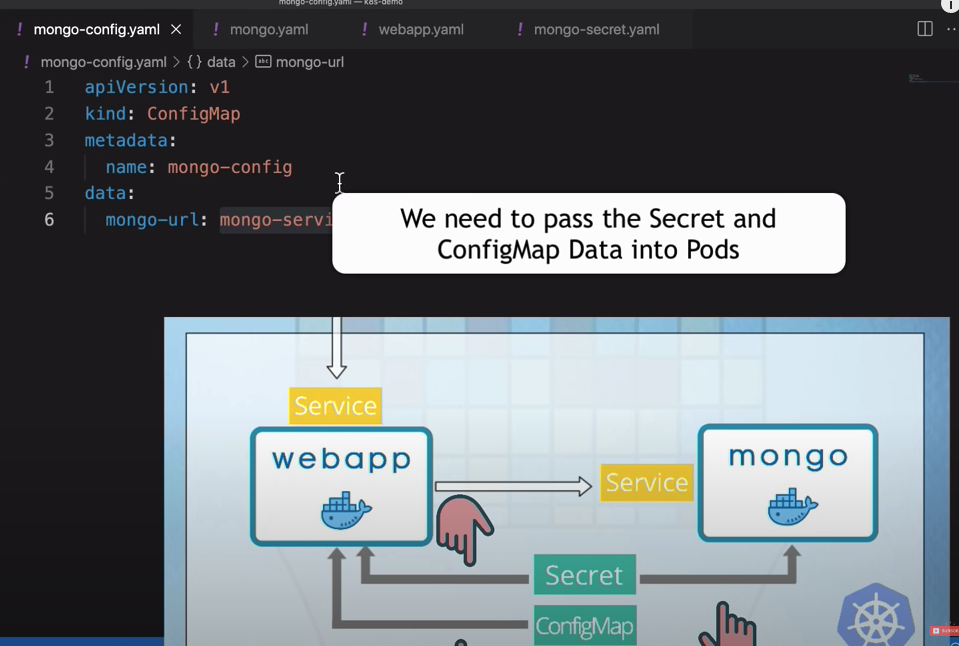 mongo-config.yaml — k8s-demo
! mongo-config.yaml × ! mongo.yaml ! webapp.yaml ! mongo-secret.yaml
! mongo-config.yaml > {} data > abc mongo-url
1 apiVersion: v1
2 kind: ConfigMap
3 metadata:
4 name: mongo-config
5 data:
6 mongo-url: mongo-servi
We need to pass the Secret and
ConfigMap Data into Pods
Service
webapp
mongo
Service
Secret
ConfigMap